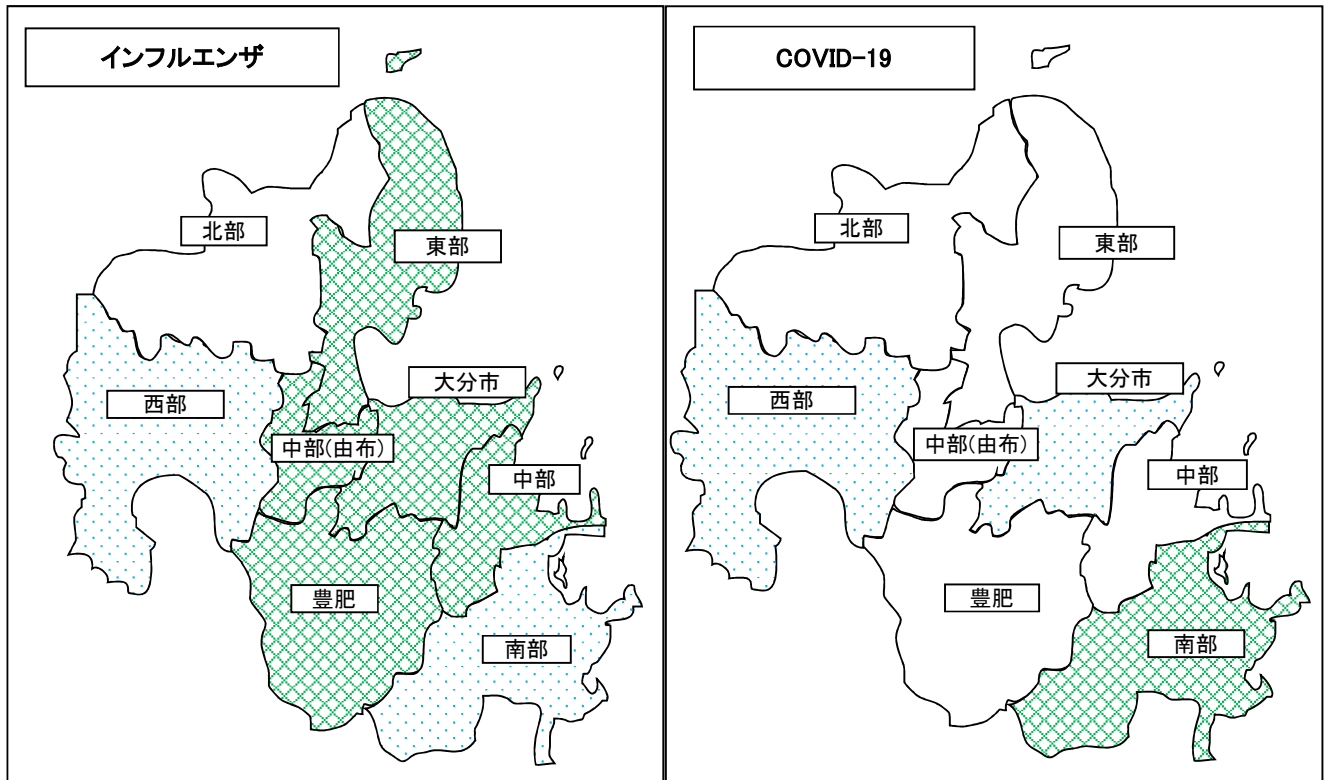 インフルエンザ
北部
東部
大分市
西部
中部(由布)
中部
豊肥
南部
COVID-19
北部
東部
大分市
西部
中部(由布)
中部
豊肥
南部